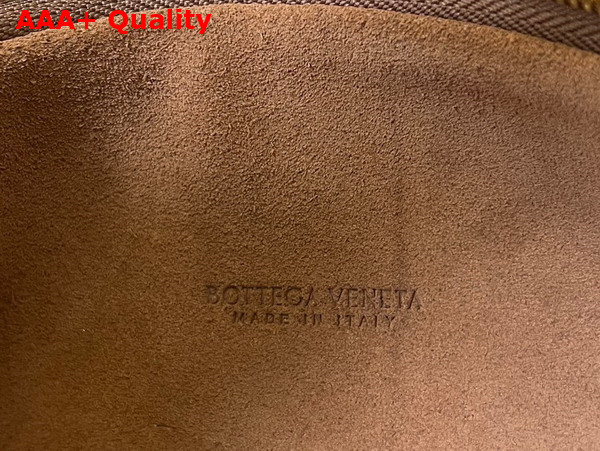 AAA+ Quality
BOTTEGA VENETA
MADE IN ITALY